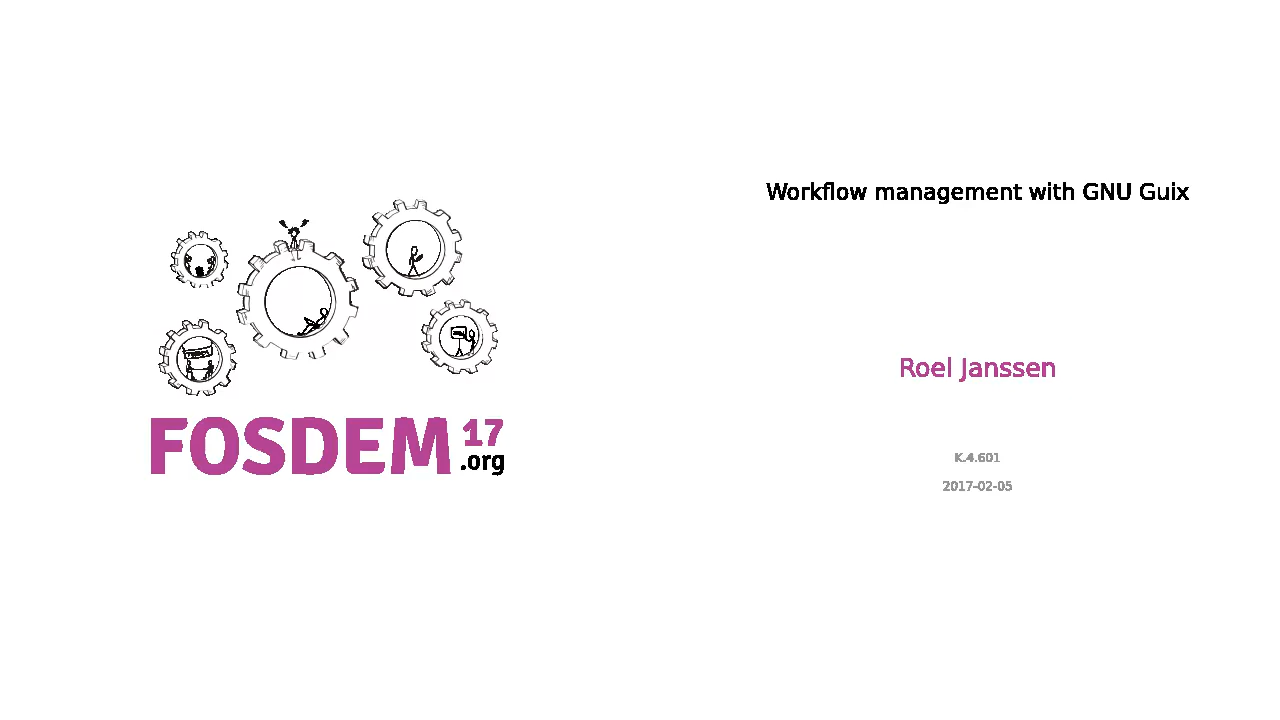 FOSDEM 17
.org
Workflow management with GNU Guix
Roel Janssen
K.4.601
2017-02-05